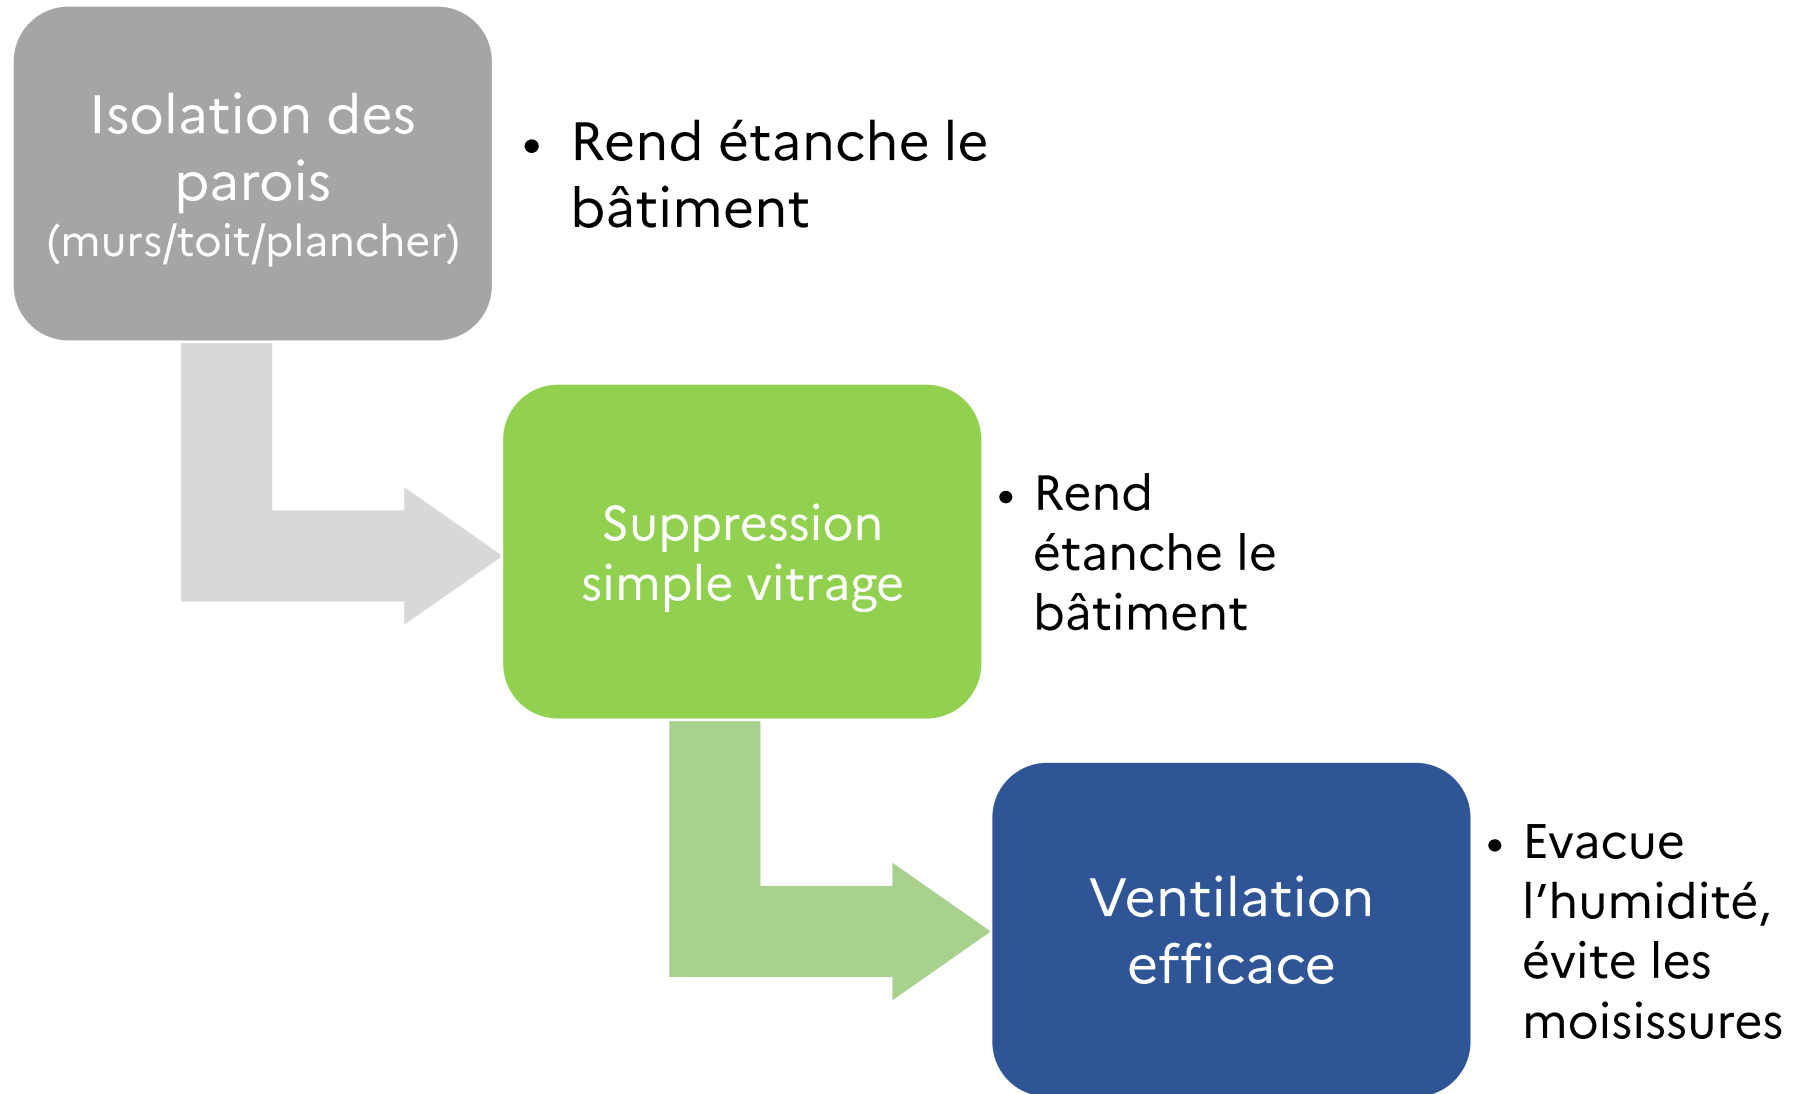 Isolation des
parois
(murs/toit/plancher)
• Rend étanche le
bâtiment
Suppression
simple vitrage
• Rend
étanche le
bâtiment
Ventilation
efficace
• Evacue
l’humidité,
évite les
moisissures